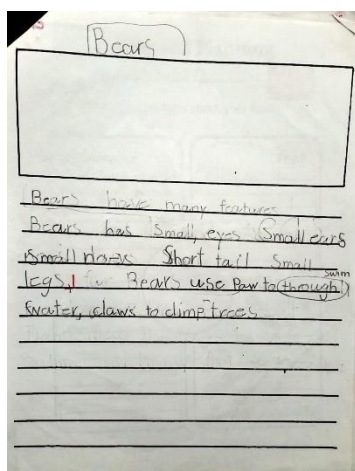 Bears
Bears have many features
Bears has small, eyes Small ears
small noses Short tail Small
legs, Bears use Paw to swim through
water, claws to climp trees